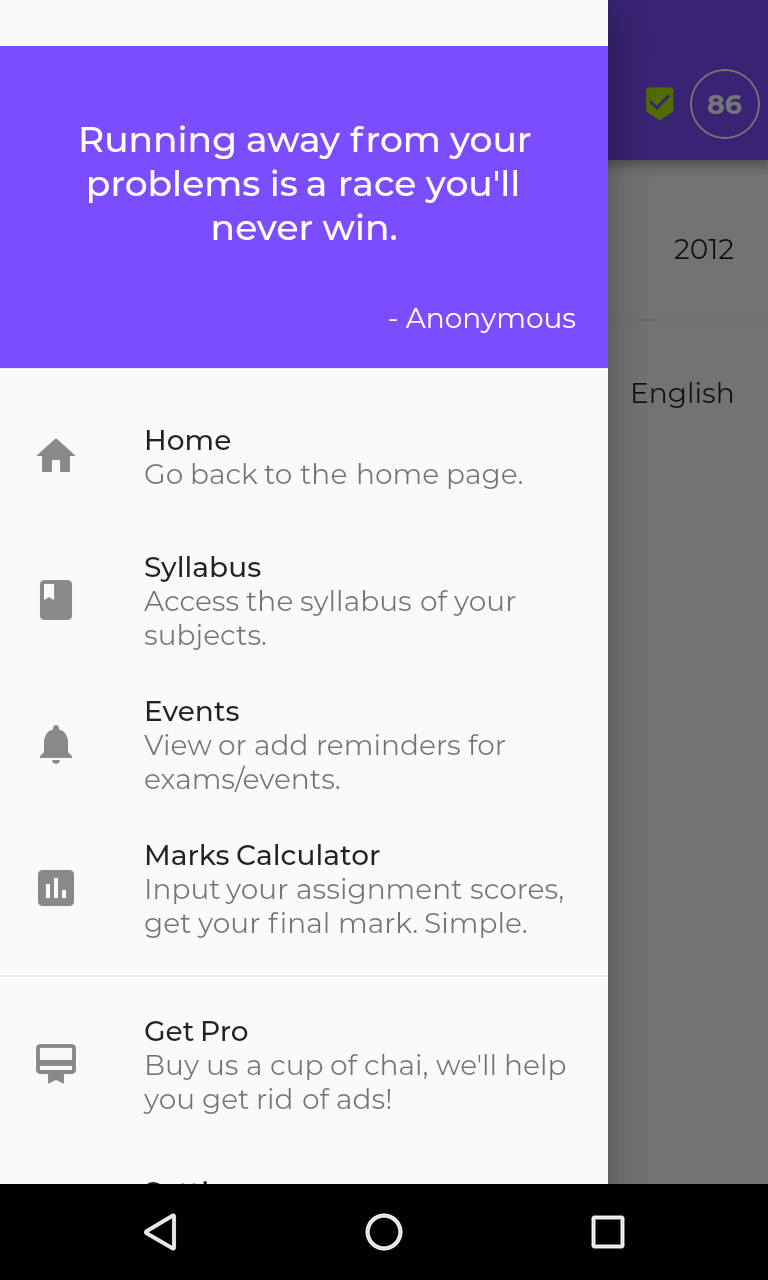 Running away from your
problems is a race you'll
never win.
- Anonymous
86
2012
English
Home
Go back to the home page.
Syllabus
Access the syllabus of your
subjects.
Events
View or add reminders for
exams/events.
Marks Calculator
Input your assignment scores,
get your final mark. Simple.
Get Pro
Buy us a cup of chai, we'll help
you get rid of ads!